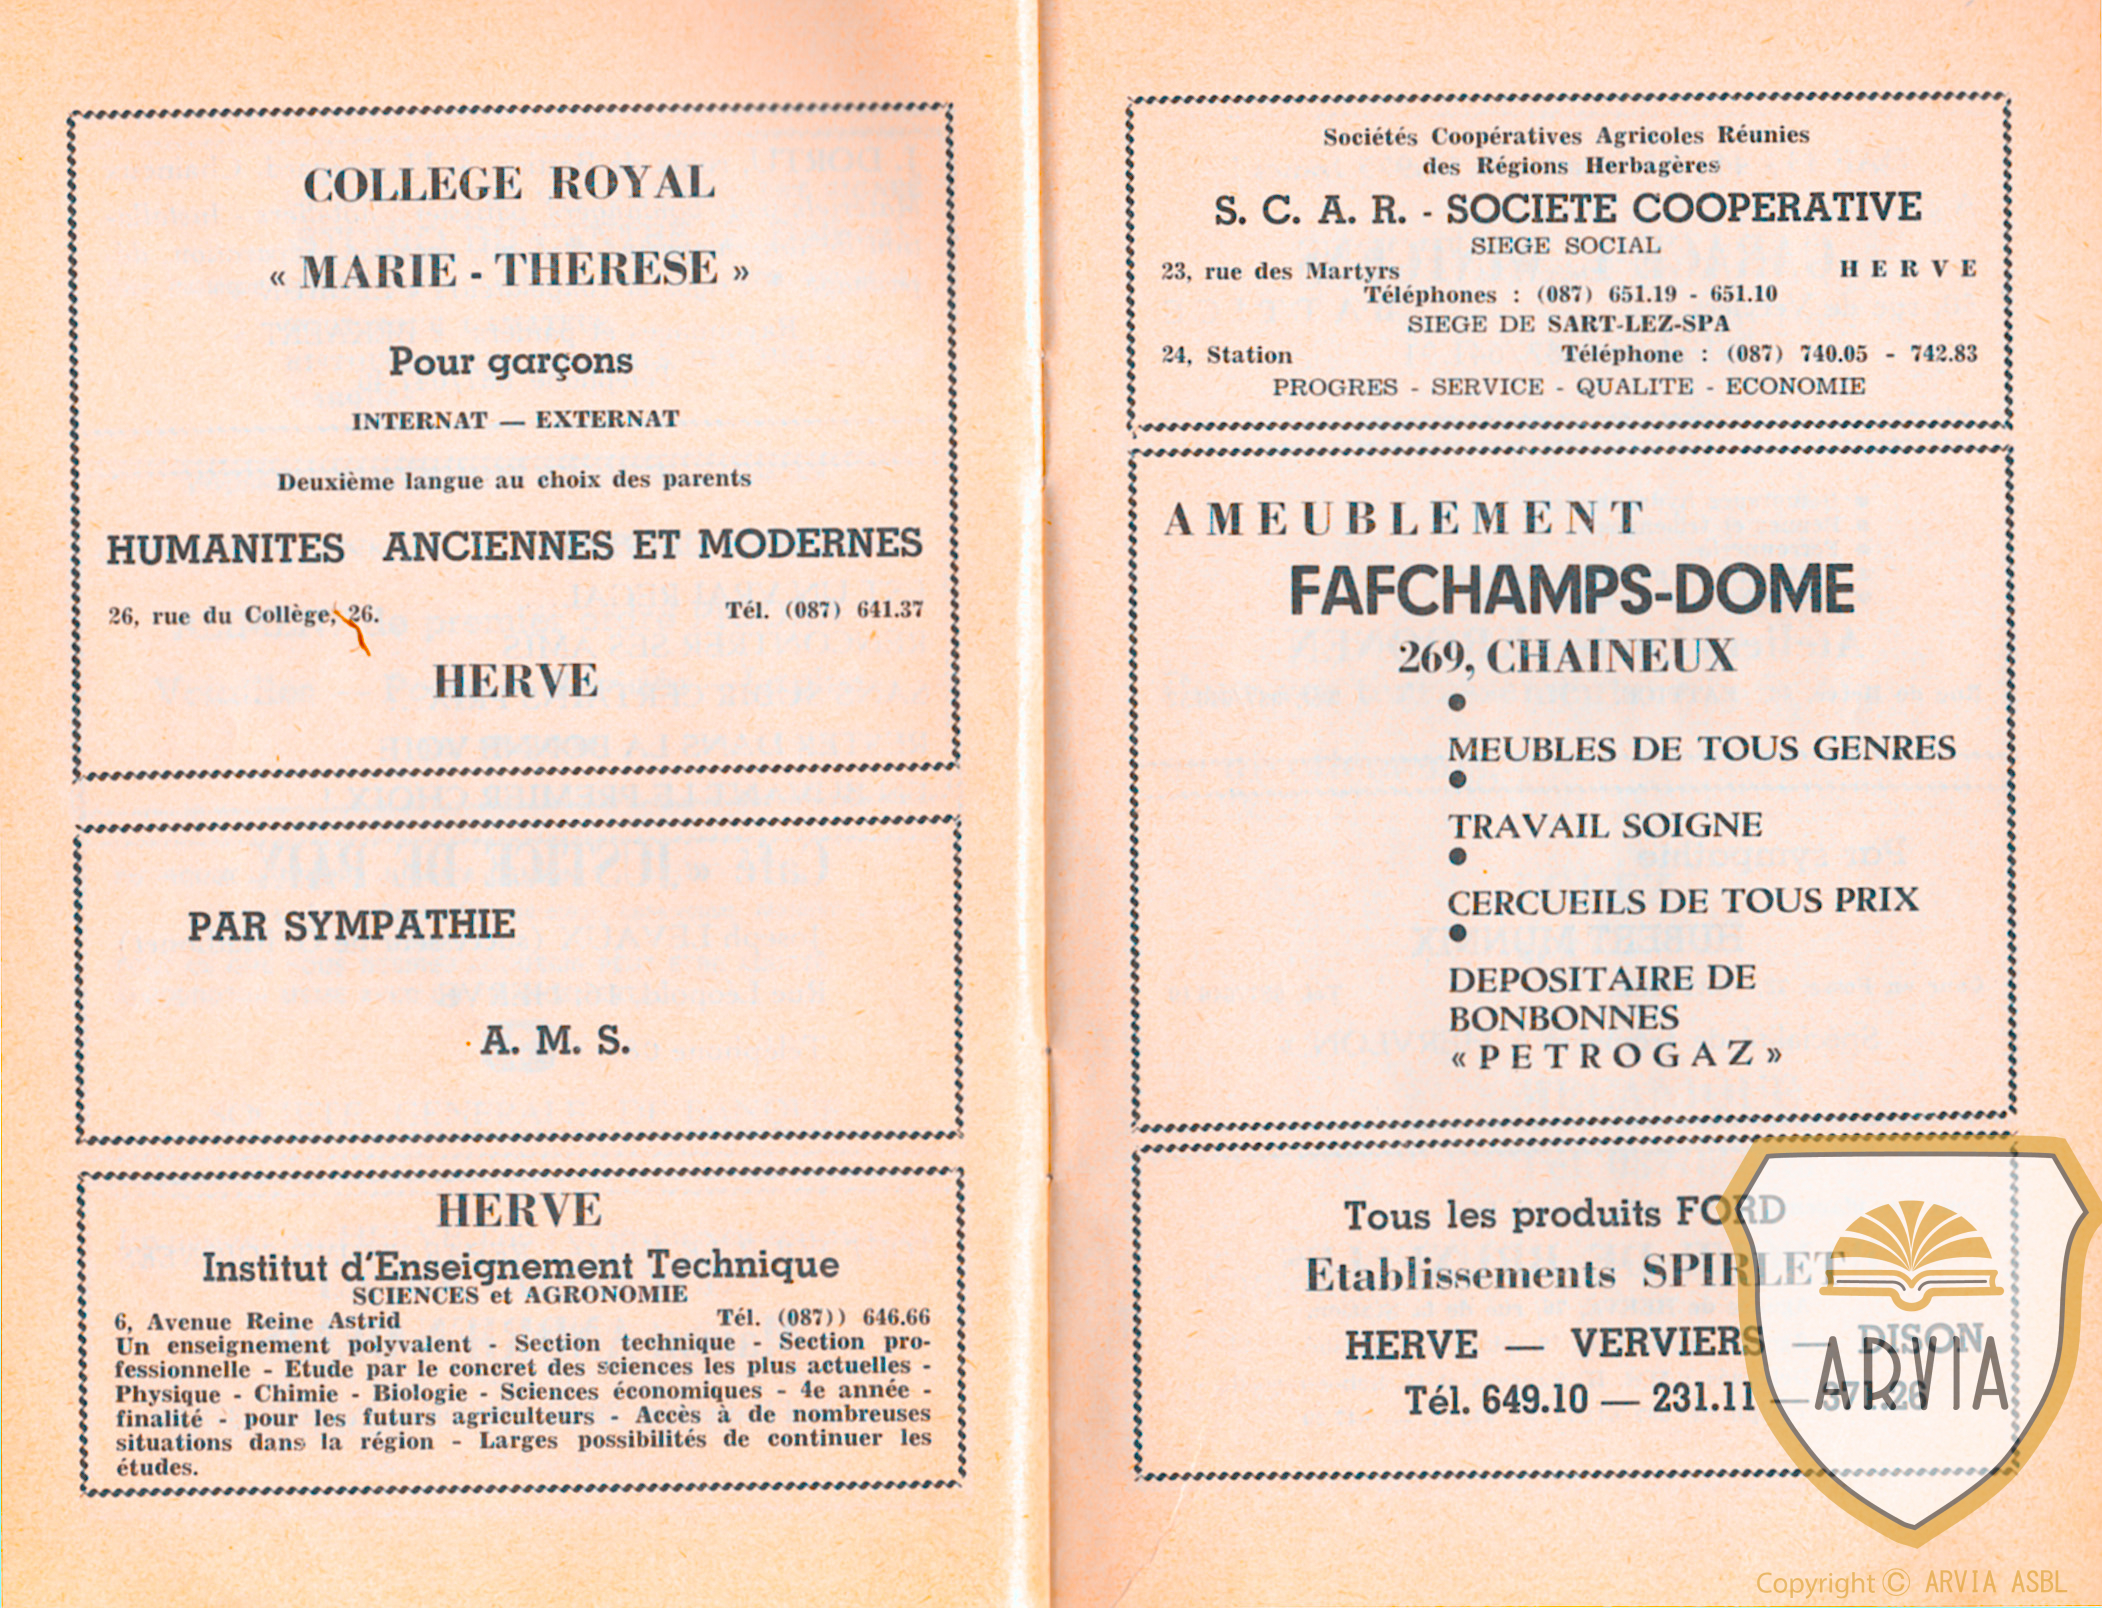 COLLEGE ROYAL
« MARIE - THERESE »
Pour garçons
INTERNAT — EXTERNAT
Deuxième langue au choix des parents
HUMANITES ANCIENNES ET MODERNES
26, rue du Collège, 26. Tél. (087) 641.37
HERVE
PAR SYMPATHIE
A. M. S.
HERVE
Institut d'Enseignement Technique
SCIENCES et AGRONOMIE
6, Avenue Reine Astrid Tél. (087)) 646.66
Un enseignement polyvalent - Section technique - Section pro-
fessionnelle - Etude par le concret des sciences les plus actuelles -
Physique - Chimie - Biologie - Sciences économiques - 4e année -
finalité - pour les futurs agriculteurs - Accès à de nombreuses
situations dans la région - Larges possibilités de continuer les
études.
Sociétés Coopératives Agricoles Réunies
des Régions Herbagères
S. C. A. R. - SOCIETE COOPERATIVE
SIEGE SOCIAL
23, rue des Martyrs HERVE
Téléphones : (087) 651.19 - 651.10
SIEGE DE SART-LEZ-SPA
24, Station Téléphone : (087) 740.05 - 742.83
PROGRES - SERVICE - QUALITE - ECONOMIE
AMEUBLEMENT
FAFCHAMPS-DOME
269, CHAINEUX
●
MEUBLES DE TOUS GENRES
●
TRAVAIL SOIGNE
●
CERCUEILS DE TOUS PRIX
●
DEPOSITAIRE DE
BONBONNES
« PETROGAZ »
Tous les produits FORD
Etablissements SPIRLET
HERVE — VERVIERS — DISON
Tél. 649.10 — 231.11 — 371.26
ARVIA
Copyright © ARVIA ASBL